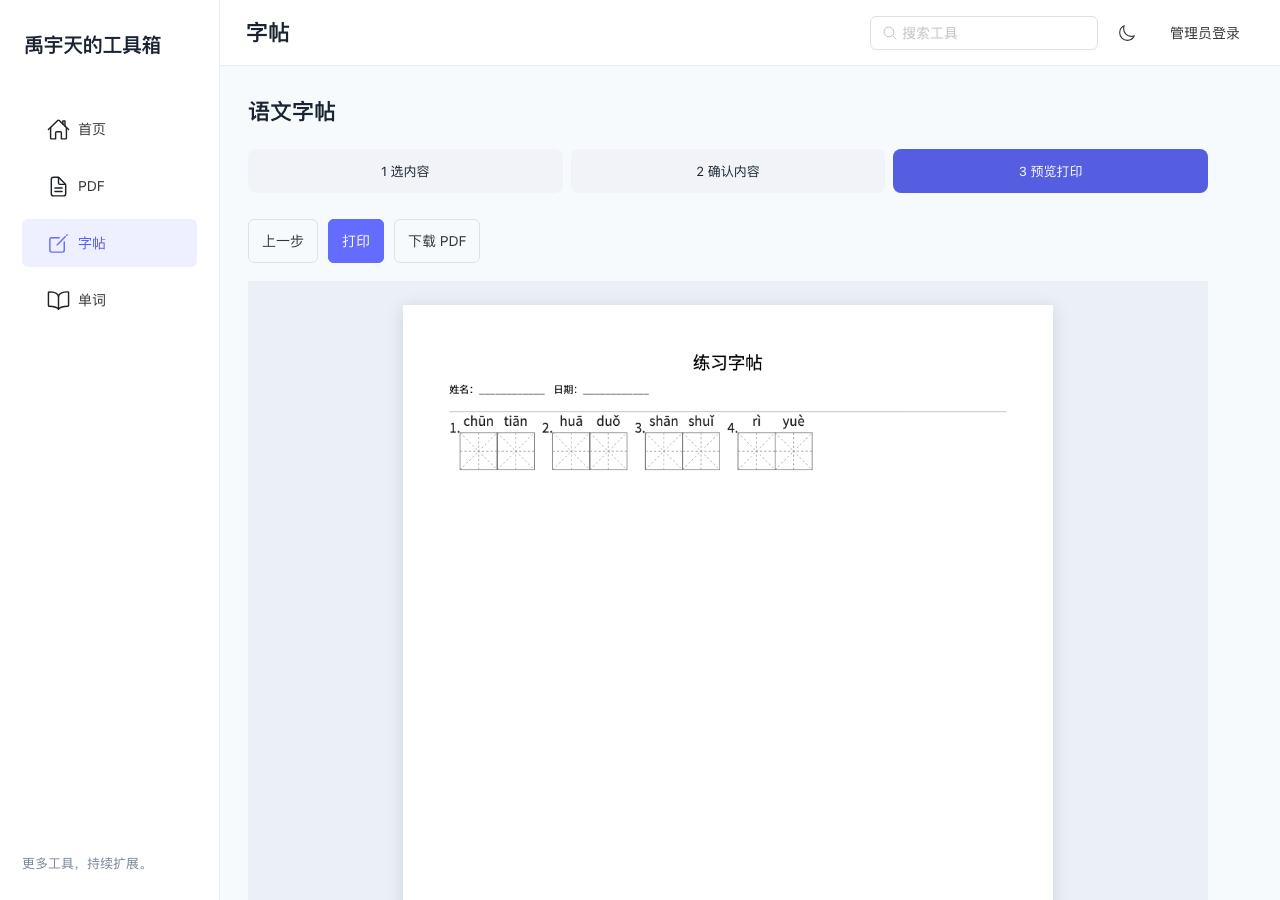 禹宇天的工具箱
字帖
搜索工具
管理员登录
首页
PDF
字帖
单词
更多工具，持续扩展。
语文字帖
1 选内容
2 确认内容
3 预览打印
上一步
打印
下载 PDF
练习字帖
姓名：____________ 日期：____________
1. chūn tiān 2. huā duǒ 3. shān shuǐ 4. rì yuè